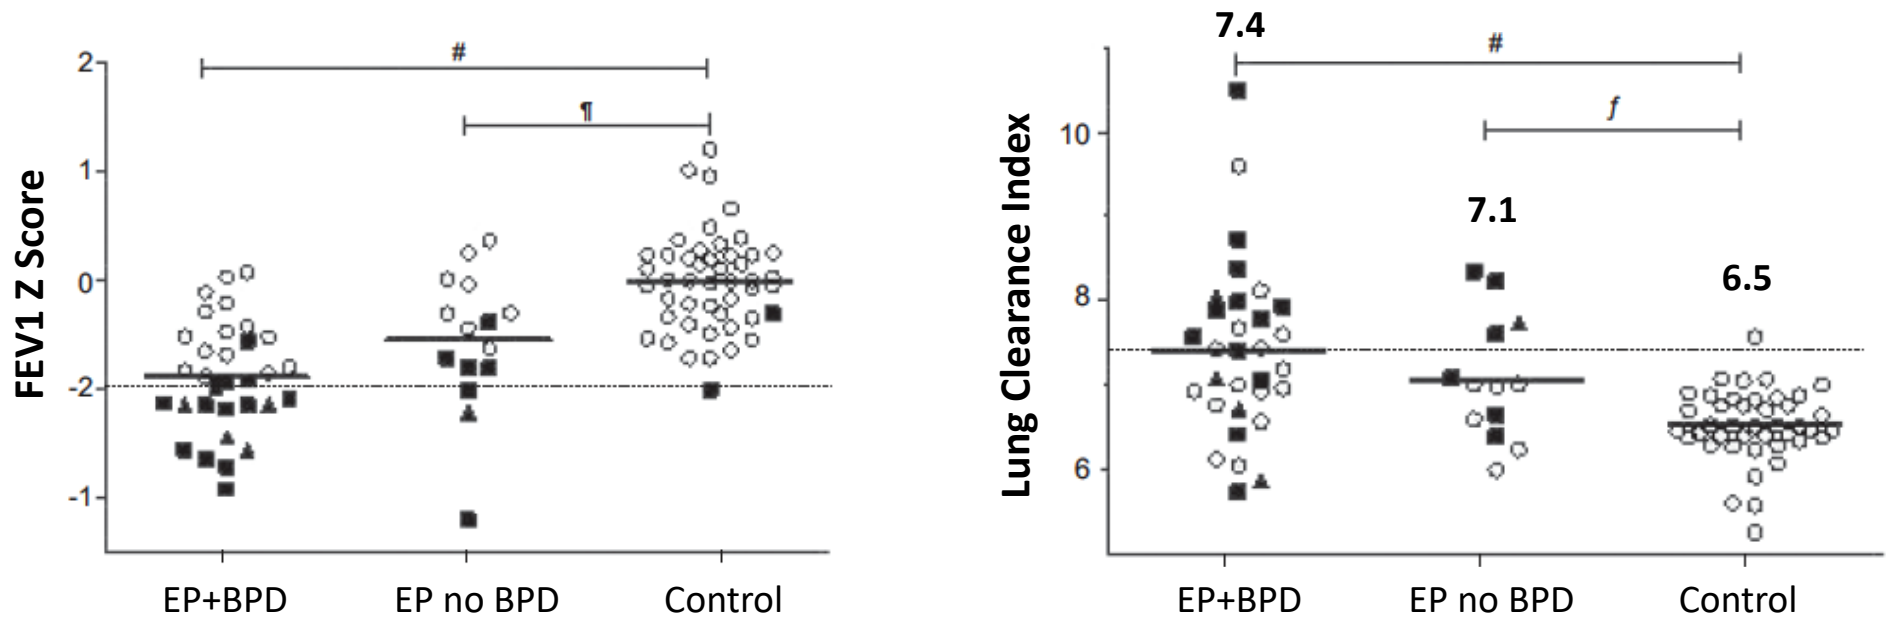 7.4
#
#
2
¶
ƒ
10
1
FEV1 Z Score
Lung Clearance Index
7.1
0
8
6.5
-2
6
-1
EP+BPD
EP no BPD
Control
EP+BPD
EP no BPD
Control